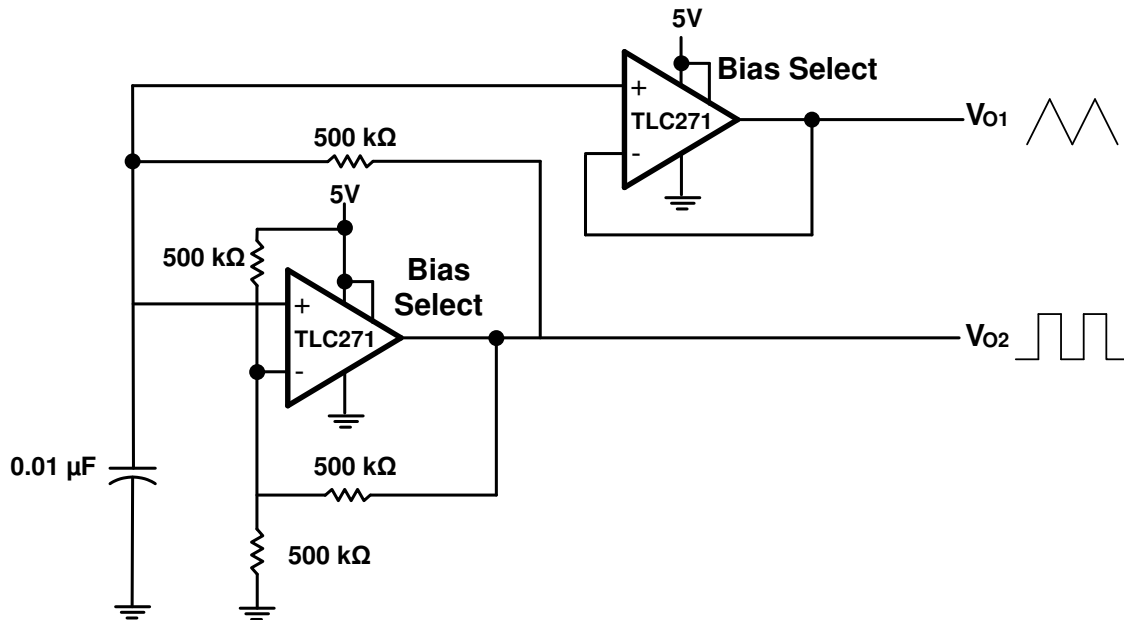 5V
Bias Select
+
TLC271
-
VO1
500 kΩ
5V
500 kΩ
Bias
Select
+
TLC271
-
VO2
0.01 µF
500 kΩ
500 kΩ